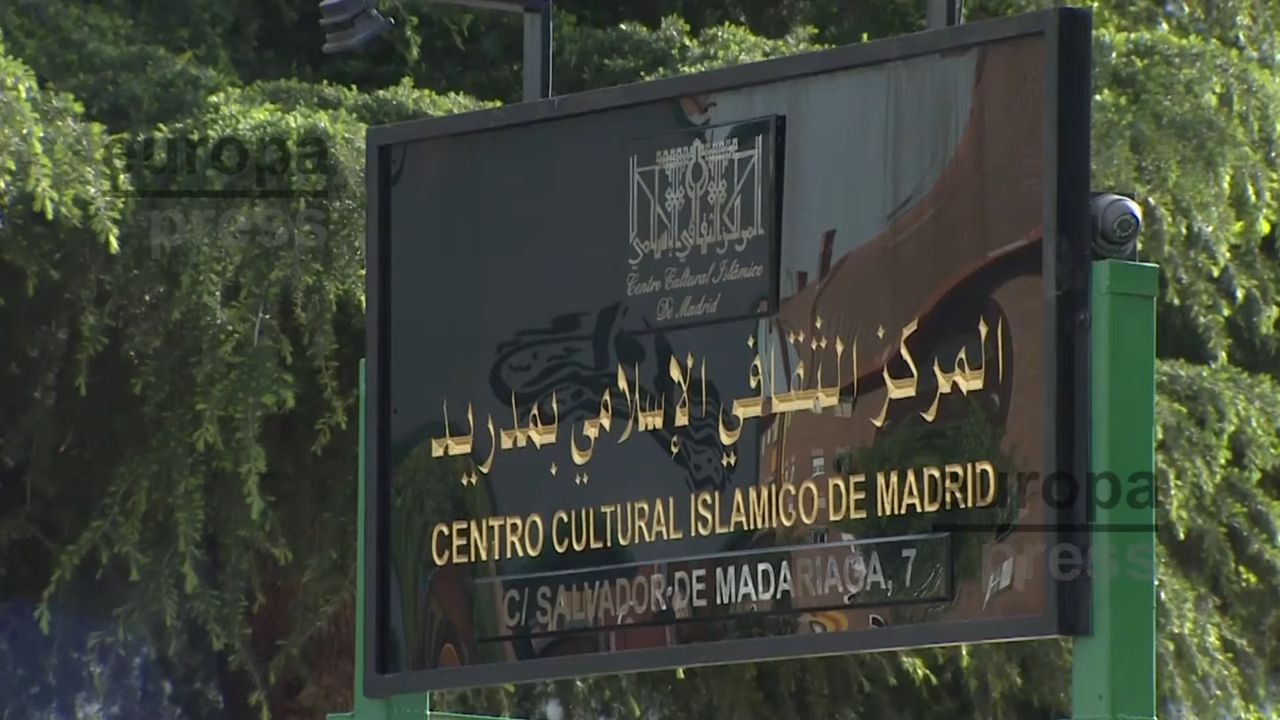 المركز الثقافي الإسلامي
Centro Cultural Islámico
De Madrid
المركز الثقافي الإسلامي بمدريد
CENTRO CULTURAL ISLAMICO DE MADRID
C/ SALVADOR DE MADARIAGA, 7
europa
press
europa
press